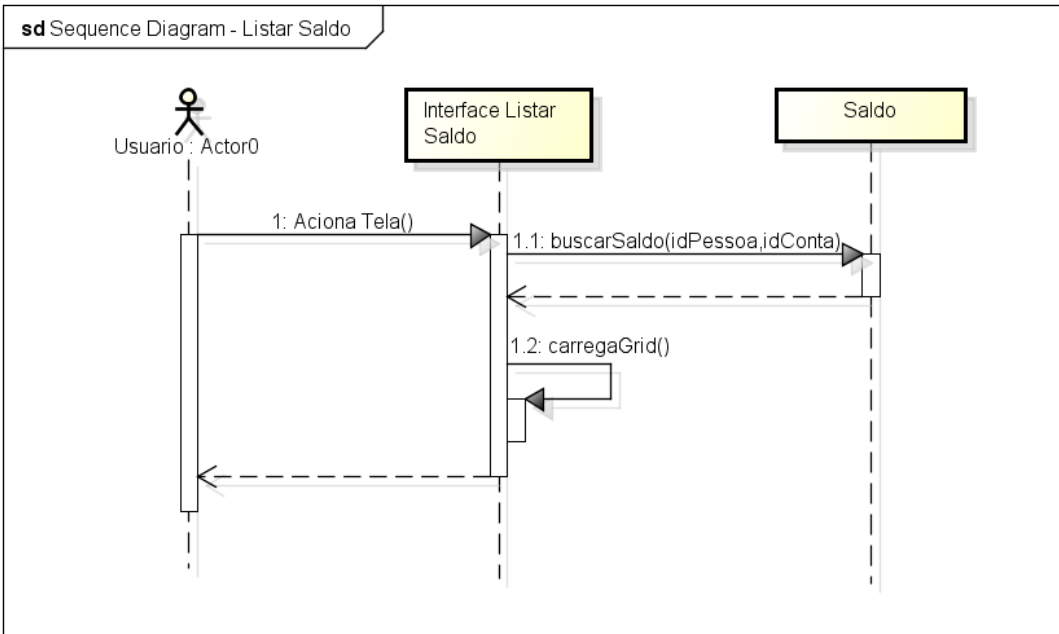 sd Sequence Diagram - Listar Saldo
Usuario : Actor0
Interface Listar
Saldo
Saldo
1: Aciona Tela()
1.1: buscarSaldo(idPessoa,idConta)
1.2: carregaGrid()